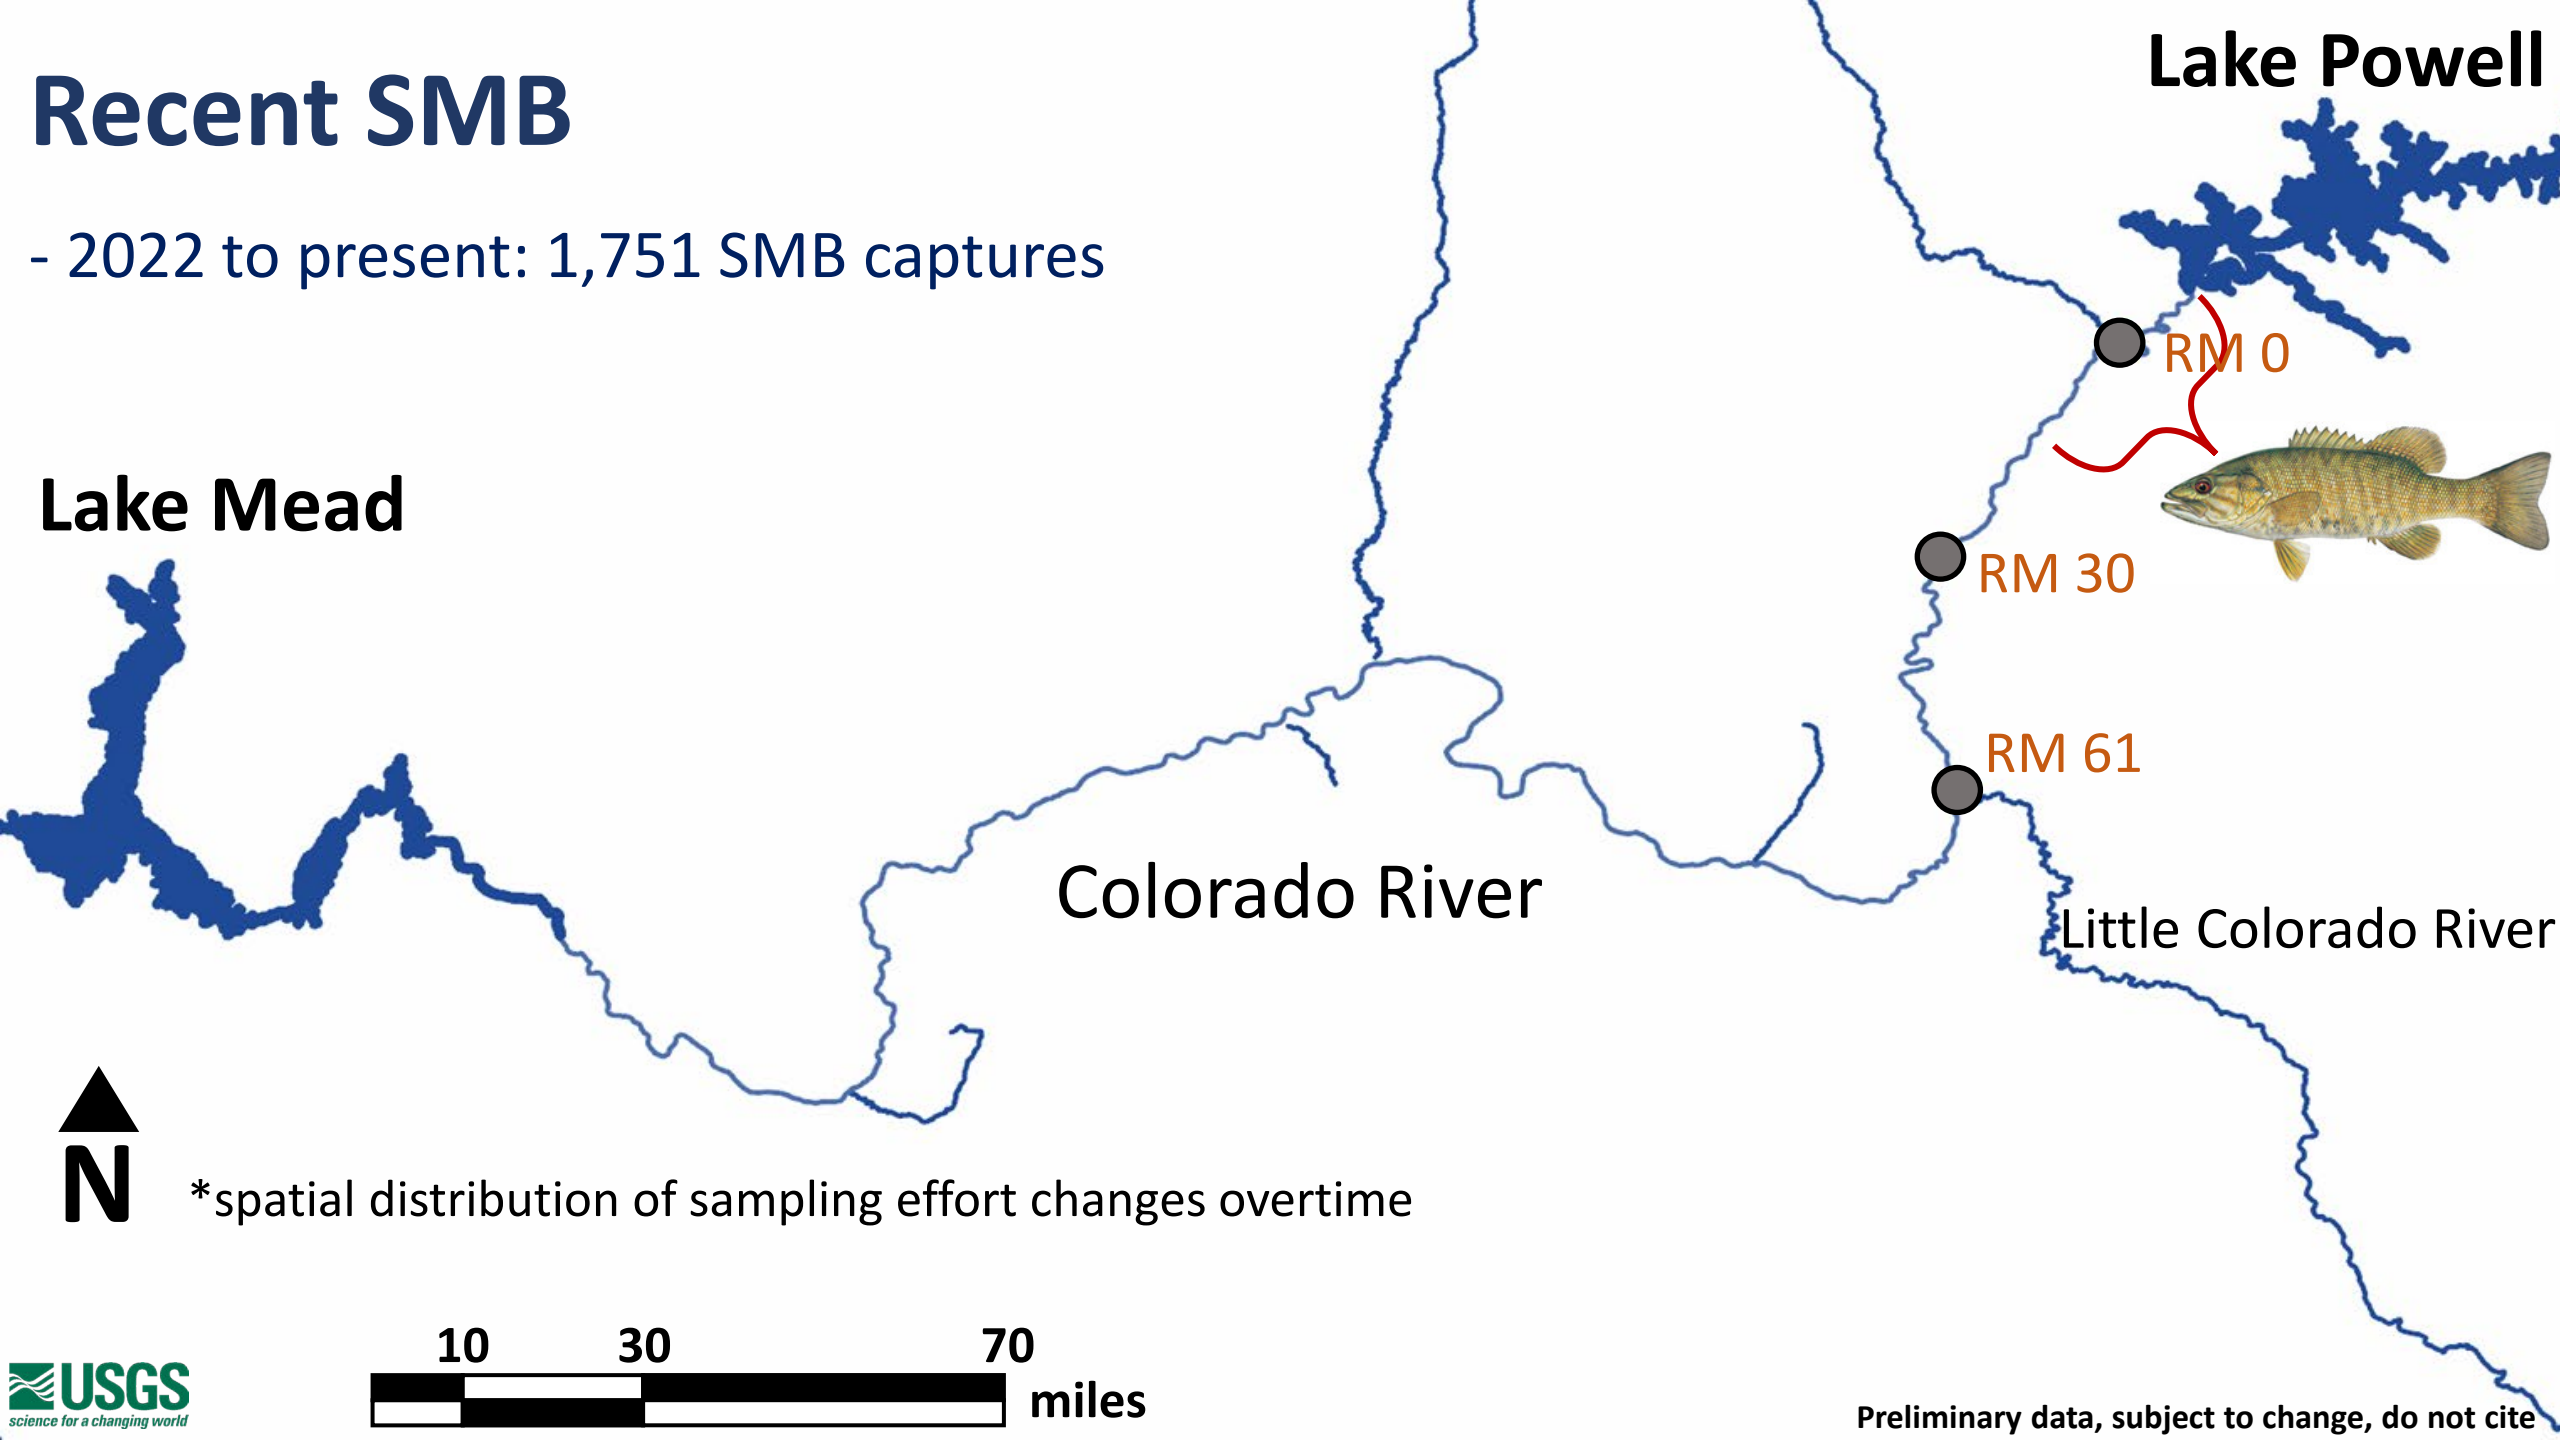 Recent SMB
- 2022 to present: 1,751 SMB captures
Lake Powell
RM 0
Lake Mead
RM 30
RM 61
Colorado River
Little Colorado River
N
*spatial distribution of sampling effort changes overtime
10 30 70
miles
USGS
science for a changing world
Preliminary data, subject to change, do not cite